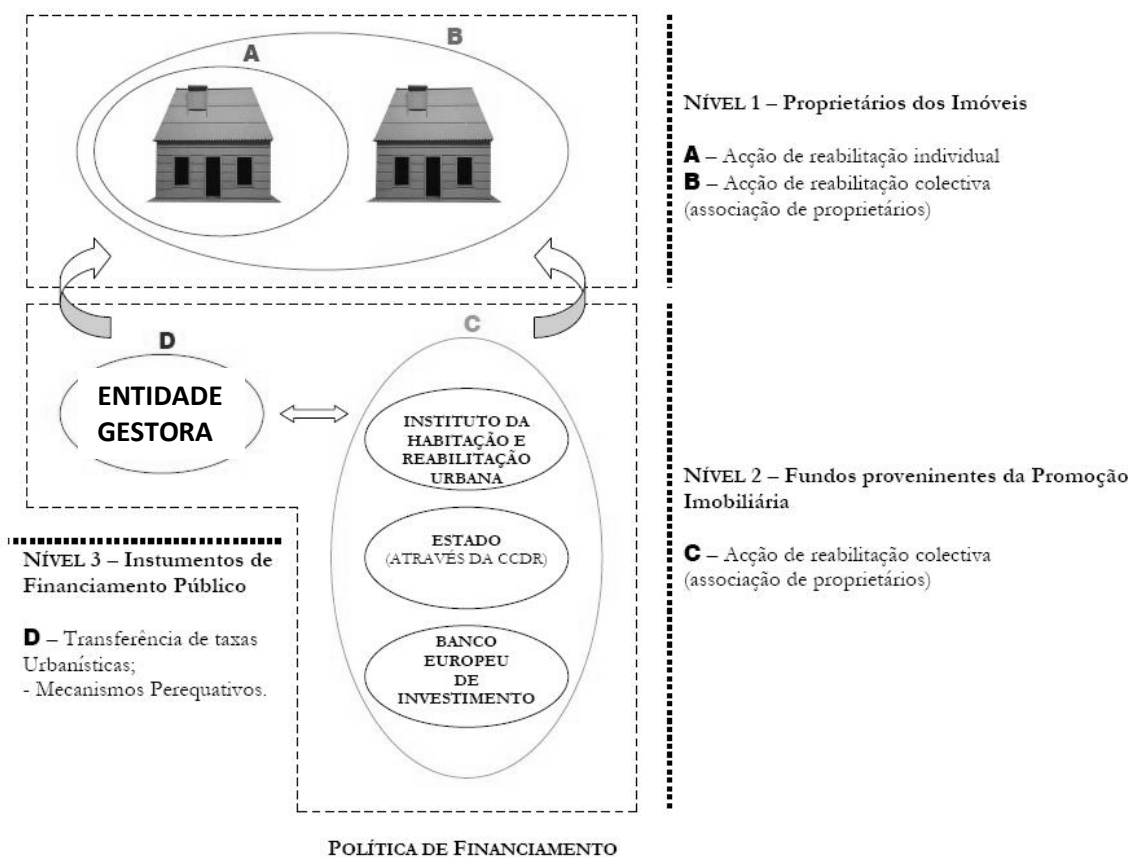 A
B
NÍVEL 1 – Proprietários dos Imóveis
A – Acção de reabilitação individual
B – Acção de reabilitação colectiva
(associação de proprietários)
D
ENTIDADE
GESTORA
C
INSTITUTO DA
HABITAÇÃO E
REABILITAÇÃO
URBANA
ESTADO
(ATRAVÉS DA CCDR)
BANCO
EUROPEU
DE
INVESTIMENTO
NÍVEL 2 – Fundos proveninentes da Promoção
Imobiliária
C – Acção de reabilitação colectiva
(associação de proprietários)
NÍVEL 3 – Instumentos de
Financiamento Público
D – Transferência de taxas
Urbanísticas;
- Mecanismos Perequativos.
POLÍTICA DE FINANCIAMENTO